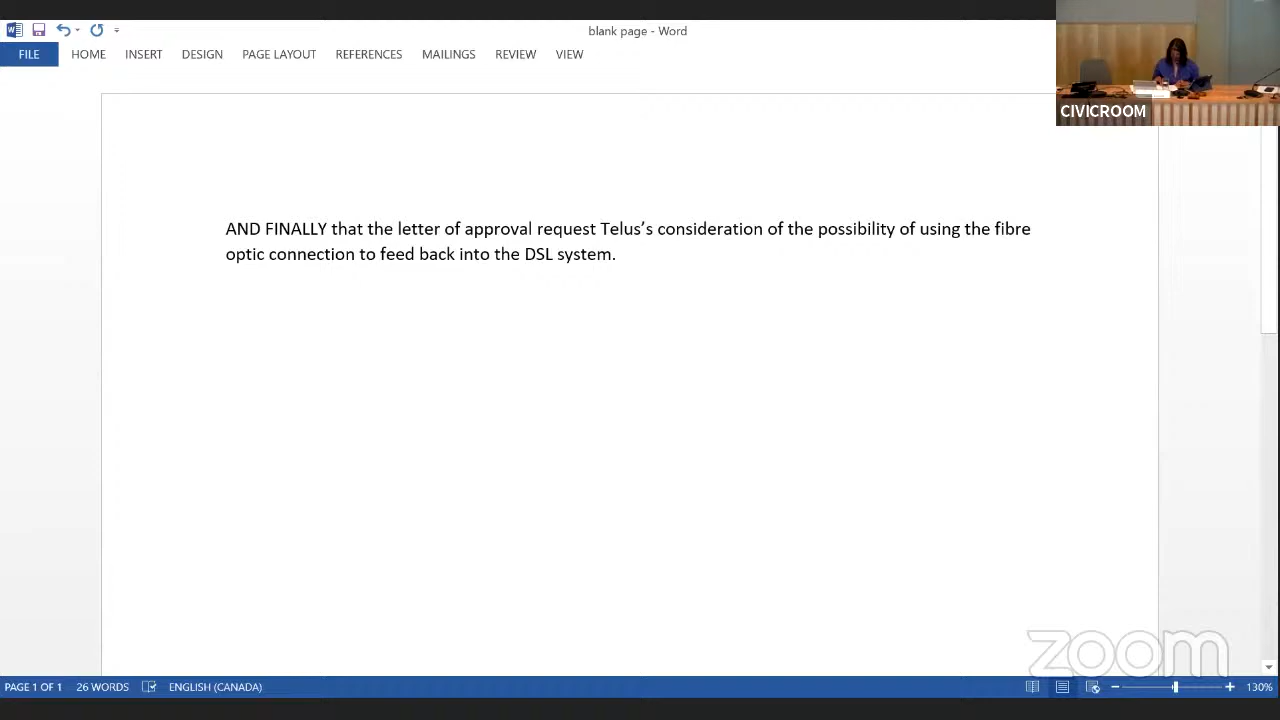 blank page - Word
FILE HOME INSERT DESIGN PAGE LAYOUT REFERENCES MAILINGS REVIEW VIEW
CIVICROOM
AND FINALLY that the letter of approval request Telus’s consideration of the possibility of using the fibre
optic connection to feed back into the DSL system.
zoom
PAGE 1 OF 1 26 WORDS ENGLISH (CANADA) 130%